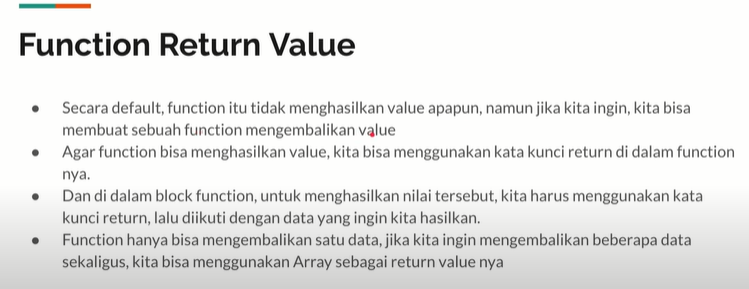 Function Return Value
● Secara default, function itu tidak menghasilkan value apapun, namun jika kita ingin, kita bisa
membuat sebuah function mengembalikan value
● Agar function bisa menghasilkan value, kita bisa menggunakan kata kunci return di dalam function
nya.
● Dan di dalam block function, untuk menghasilkan nilai tersebut, kita harus menggunakan kata
kunci return, lalu diikuti dengan data yang ingin kita hasilkan.
● Function hanya bisa mengembalikan satu data, jika kita ingin mengembalikan beberapa data
sekaligus, kita bisa menggunakan Array sebagai return value nya